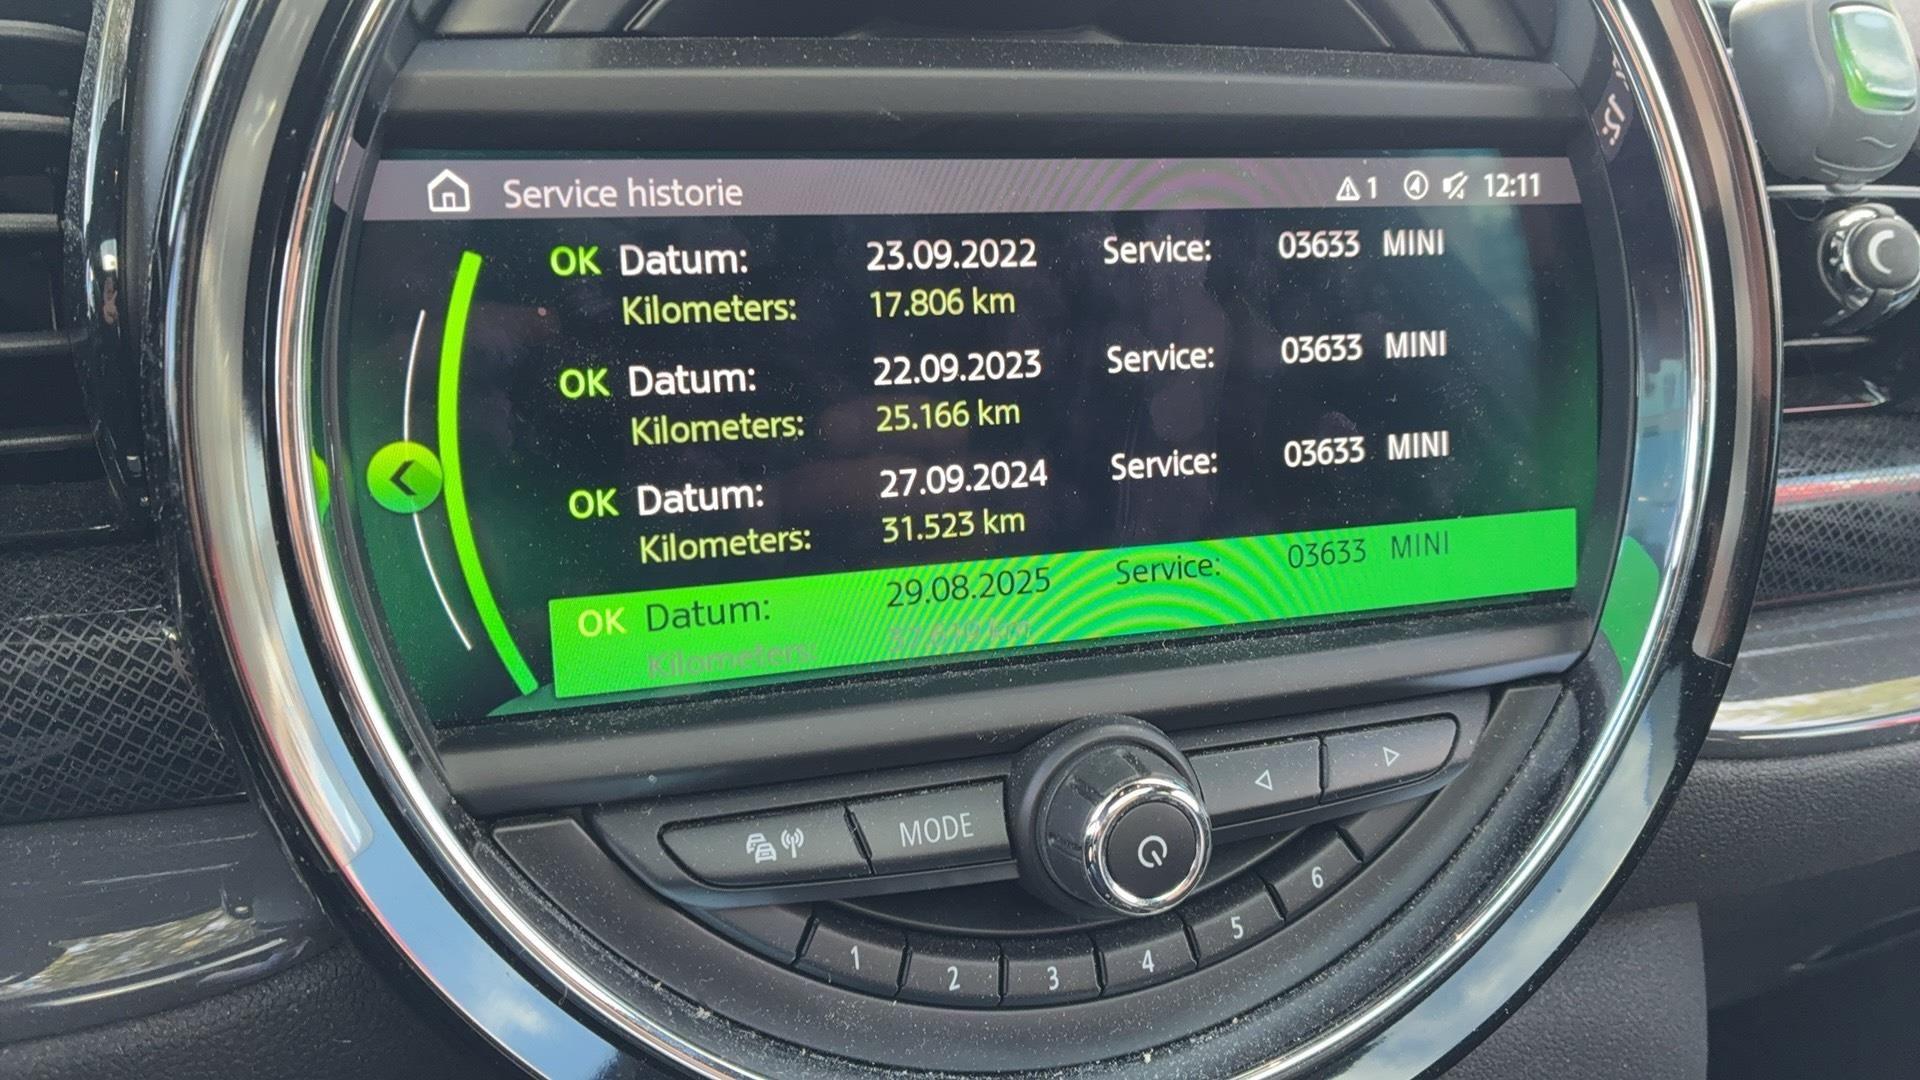 Service historie 1 4 12:11
OK Datum: 23.09.2022 Service: 03633 MINI
Kilometers: 17.806 km
OK Datum: 22.09.2023 Service: 03633 MINI
Kilometers: 25.166 km
OK Datum: 27.09.2024 Service: 03633 MINI
Kilometers: 31.523 km
OK Datum: 29.08.2025 Service: 03633 MINI
Kilometers: km
MODE
1 2 3 4 5 6